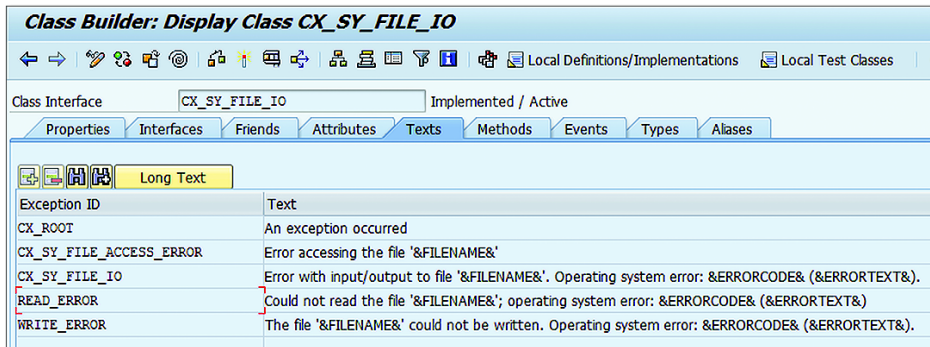 Class Builder: Display Class CX_SY_FILE_IO
Local Definitions/Implementations Local Test Classes
Class Interface CX_SY_FILE_IO Implemented / Active
Properties Interfaces Friends Attributes Texts Methods Events Types Aliases
Long Text
Exception ID Text
CX_ROOT An exception occurred
CX_SY_FILE_ACCESS_ERROR Error accessing the file '&FILENAME&'
CX_SY_FILE_IO Error with input/output to file '&FILENAME&'. Operating system error: &ERRORCODE& (&ERRORTEXT&).
READ_ERROR Could not read the file '&FILENAME&'; operating system error: &ERRORCODE& (&ERRORTEXT&)
WRITE_ERROR The file '&FILENAME&' could not be written. Operating system error: &ERRORCODE& (&ERRORTEXT&).